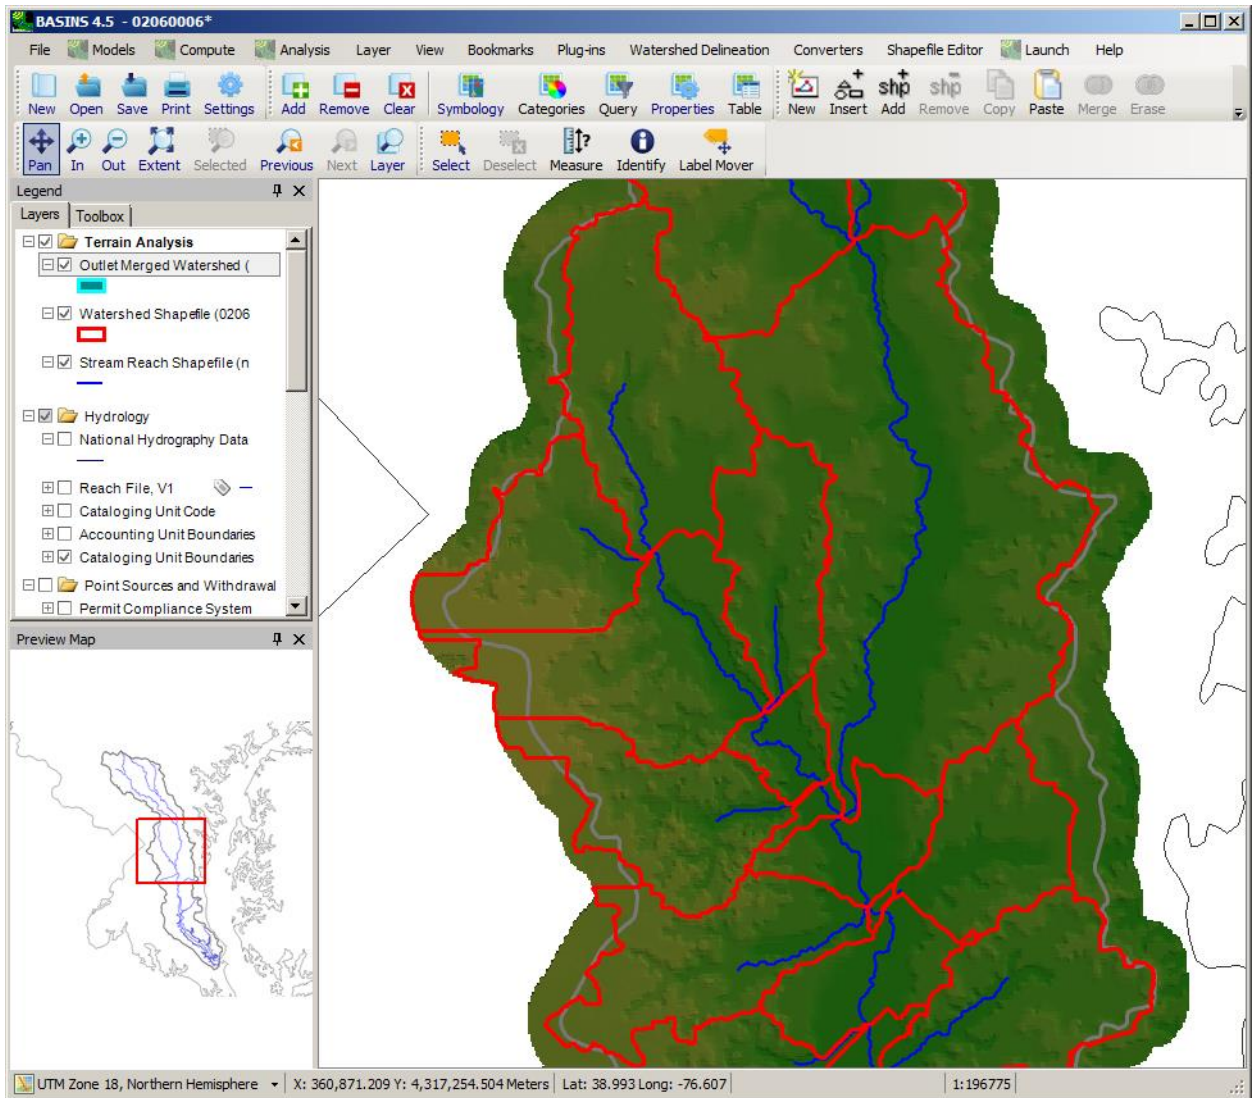 BASINS 4.5 - 02060006*
File Models Compute Analysis Layer View Bookmarks Plug-ins Watershed Delineation Converters Shapefile Editor Launch Help
New Open Save Print Settings Add Remove Clear Symbology Categories Query Properties Table New Insert Add Remove Copy Paste Merge Erase
Pan In Out Extent Selected Previous Next Layer Select Deselect Measure Identify Label Mover
Legend
Layers Toolbox
Terrain Analysis
Outlet Merged Watershed (
Watershed Shapefile (0206
Stream Reach Shapefile (n
Hydrology
National Hydrography Data
Reach File, V1
Cataloging Unit Code
Accounting Unit Boundaries
Cataloging Unit Boundaries
Point Sources and Withdrawal
Permit Compliance System
Preview Map
UTM Zone 18, Northern Hemisphere X: 360,871.209 Y: 4,317,254.504 Meters Lat: 38.993 Long: -76.607 1:196775